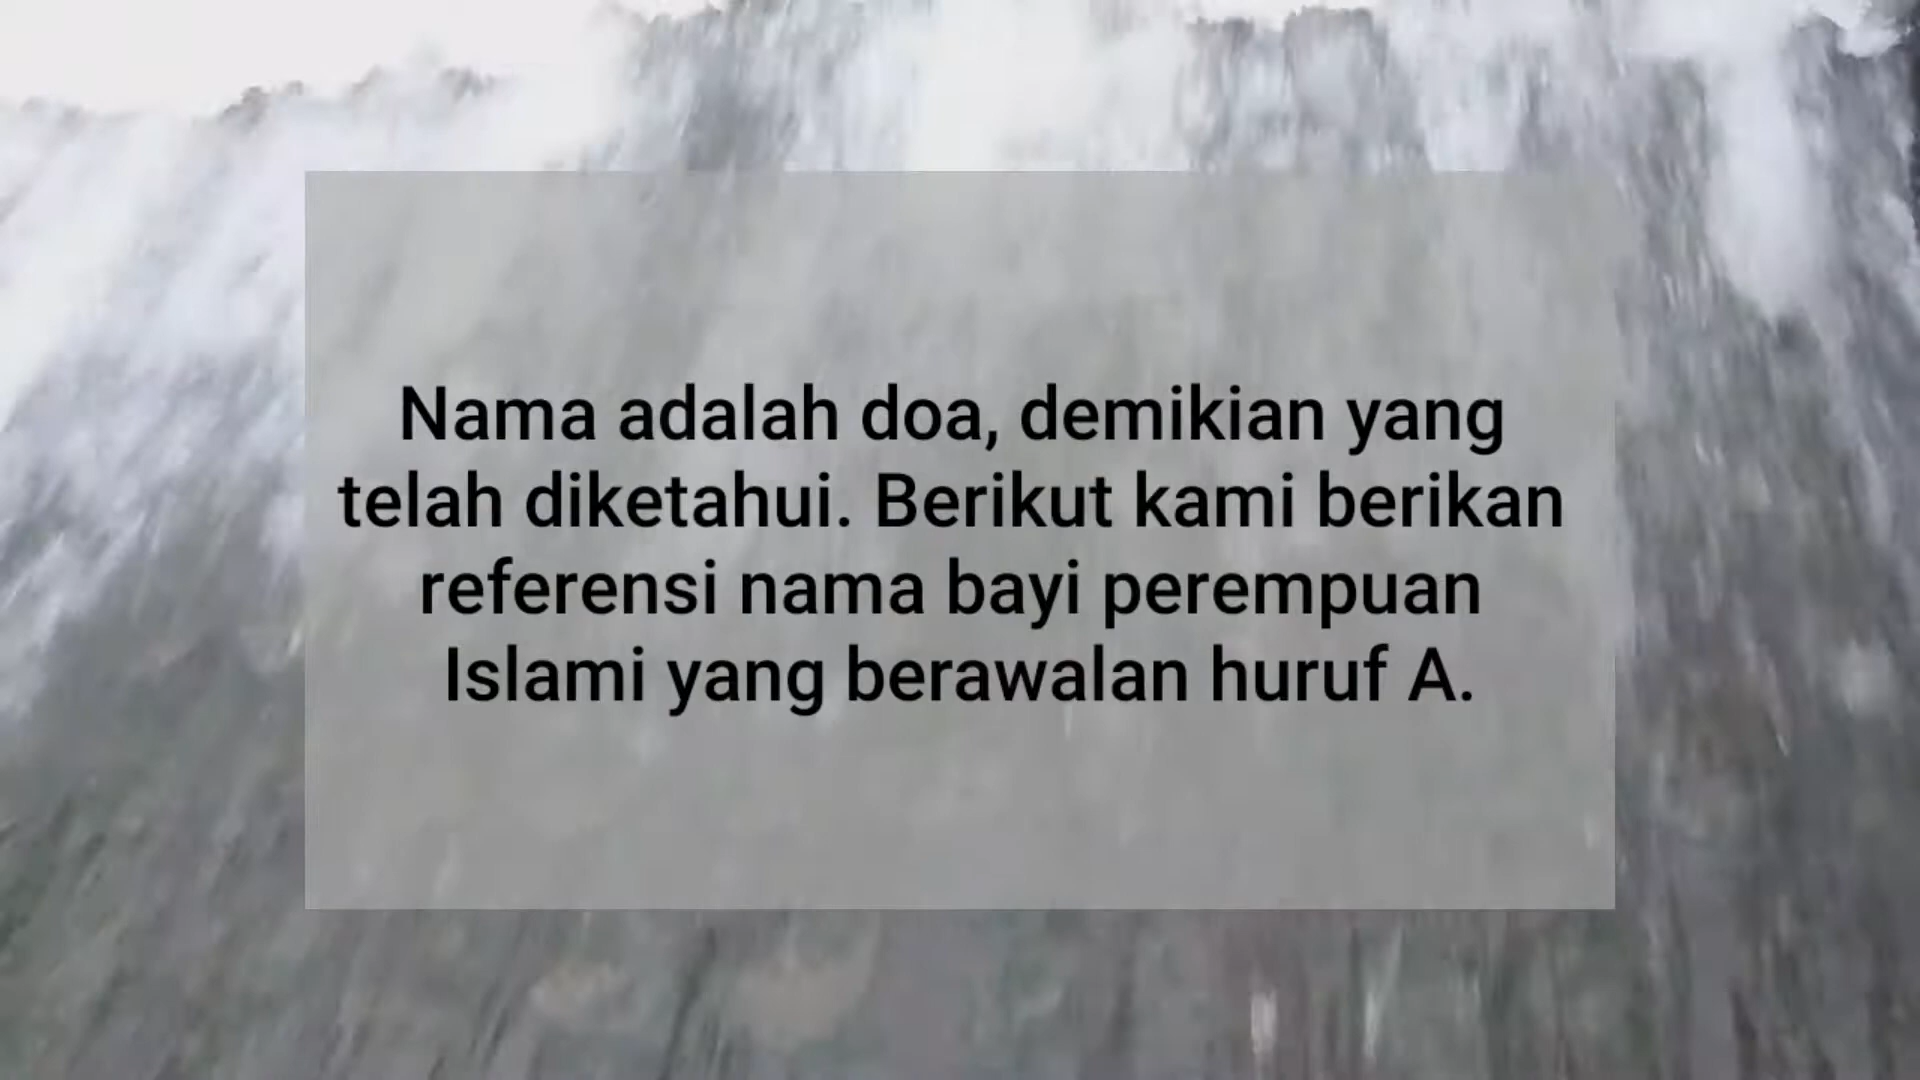 Nama adalah doa, demikian yang
telah diketahui. Berikut kami berikan
referensi nama bayi perempuan
Islami yang berawalan huruf A.